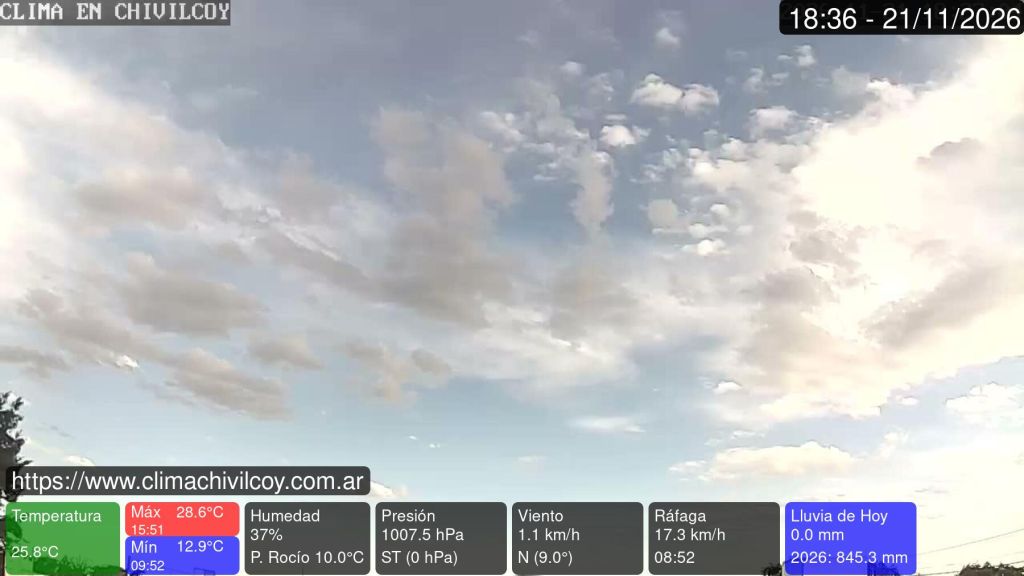 CLIMA EN CHIVILCOY
18:36 - 21/11/2026
https://www.climachivilcoy.com.ar
Temperatura
25.8°C
Máx 28.6°C
15:51
Mín 12.9°C
09:52
Humedad
37%
P. Rocío 10.0°C
Presión
1007.5 hPa
ST (0 hPa)
Viento
1.1 km/h
N (9.0°)
Ráfaga
17.3 km/h
08:52
Lluvia de Hoy
0.0 mm
2026: 845.3 mm